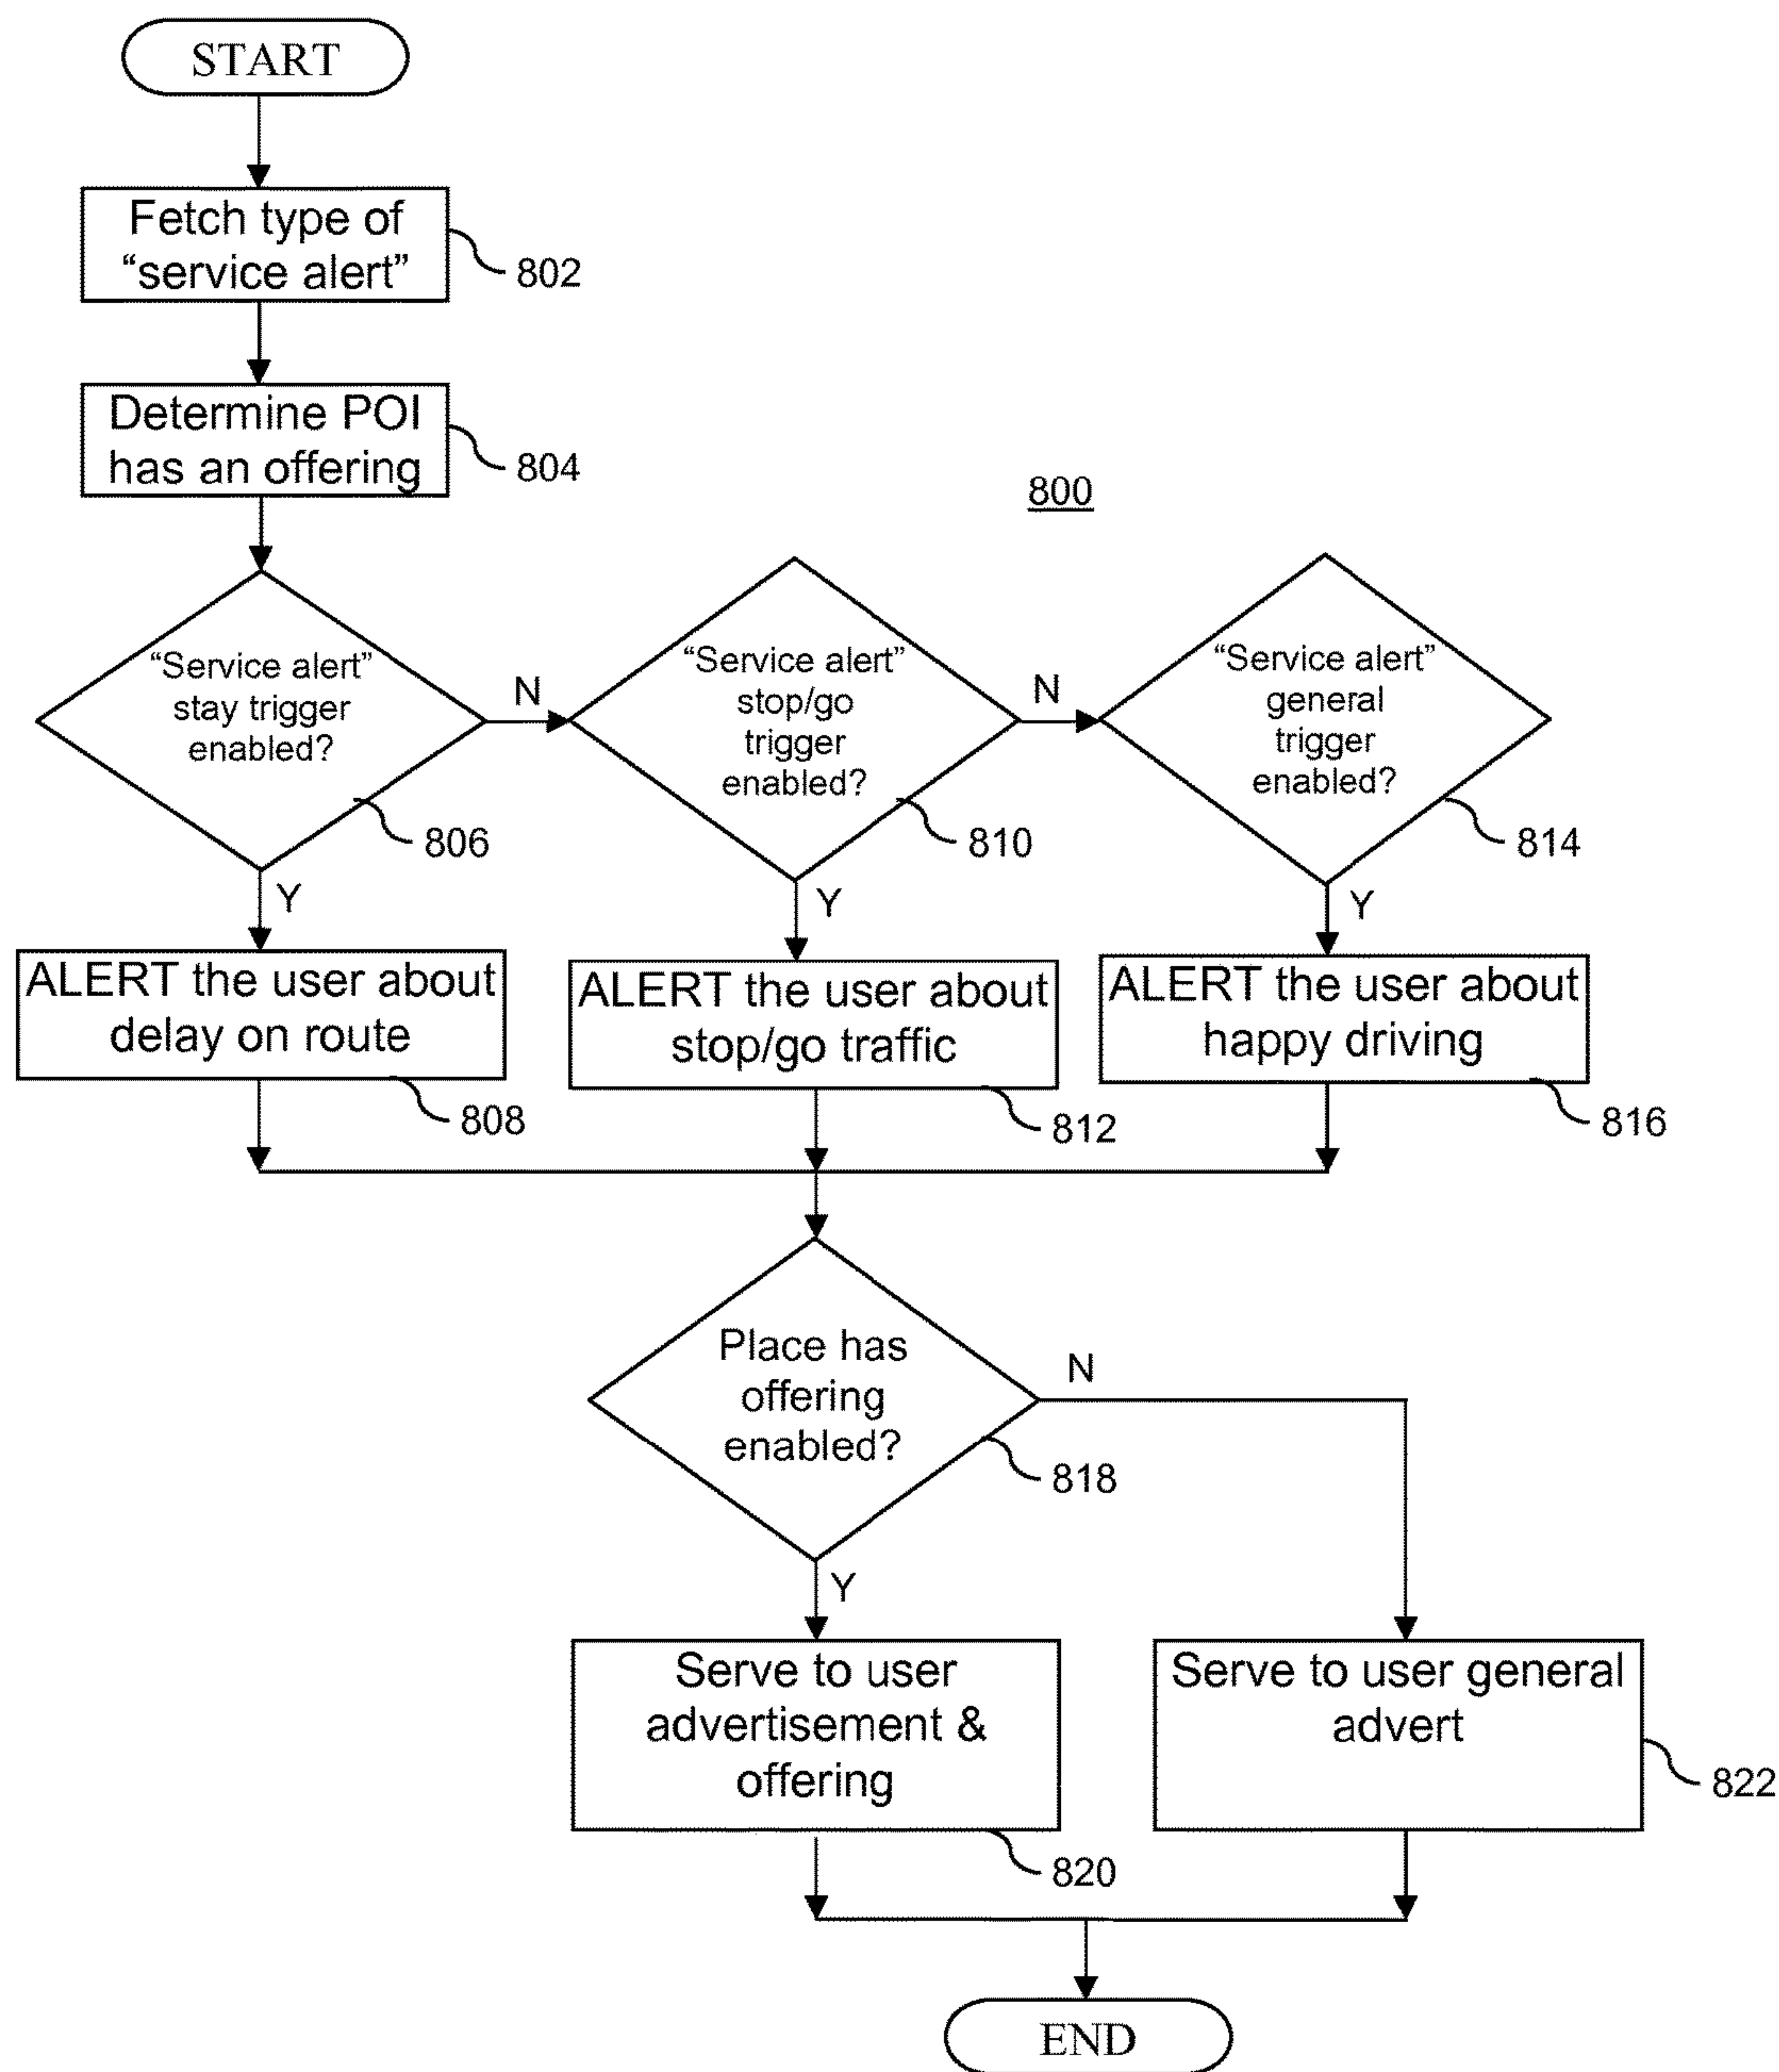 START
Fetch type of
“service alert”
802
Determine POI
has an offering
804
800
“Service alert”
stay trigger
enabled?
806
N
“Service alert”
stop/go
trigger
enabled?
810
N
“Service alert”
general
trigger
enabled?
814
Y
Y
Y
ALERT the user about
delay on route
808
ALERT the user about
stop/go traffic
812
ALERT the user about
happy driving
816
Place has
offering
enabled?
818
N
Y
Serve to user
advertisement &
offering
820
Serve to user general
advert
822
END